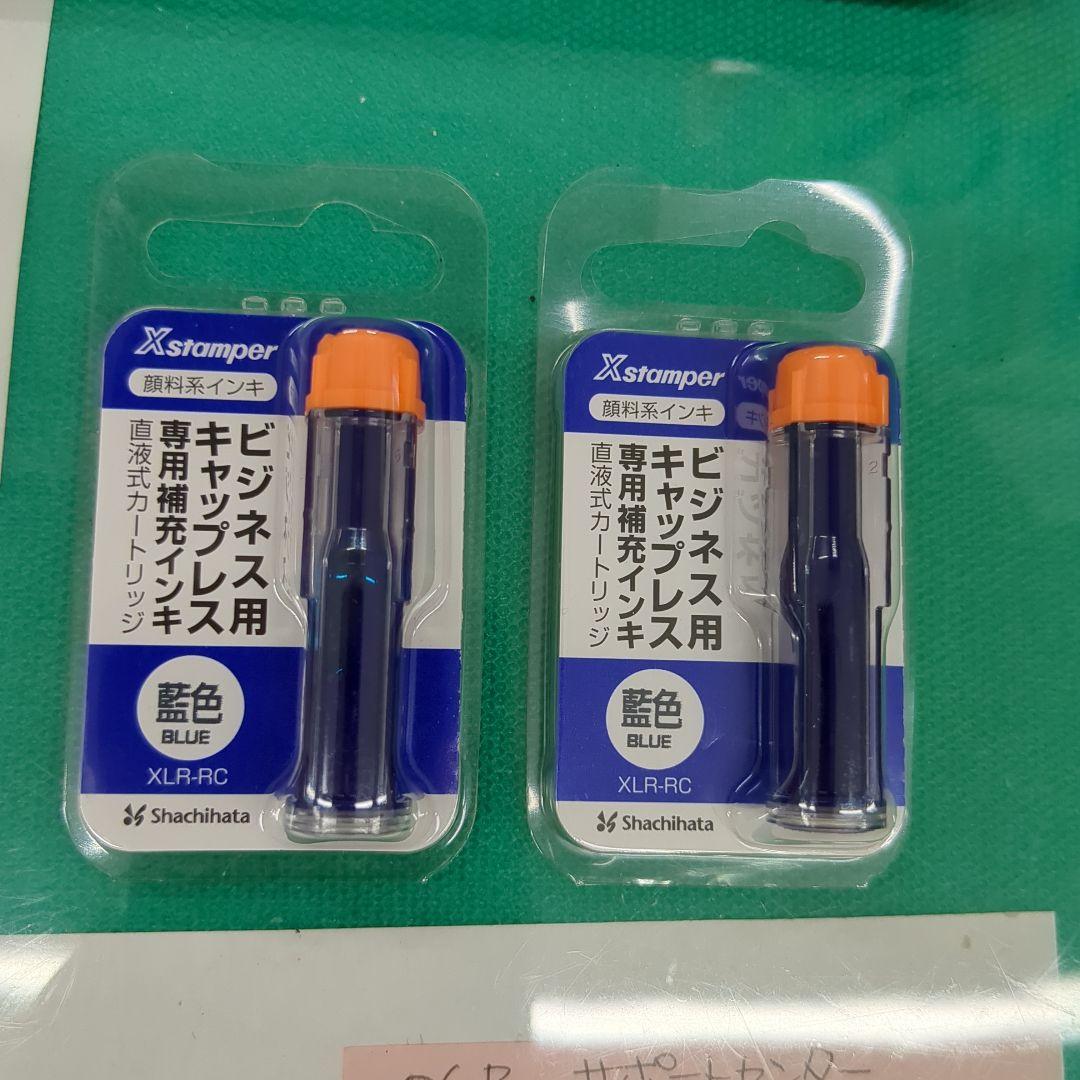 Xstamper
顔料系インキ
ビジネス用
キャップレス
専用補充インキ
直液式カートリッジ
藍色
BLUE
XLR-RC
Shachihata
Xstamper
顔料系インキ
ビジネス用
キャップレス
専用補充インキ
直液式カートリッジ
2
藍色
BLUE
XLR-RC
Shachihata
サポートセンター